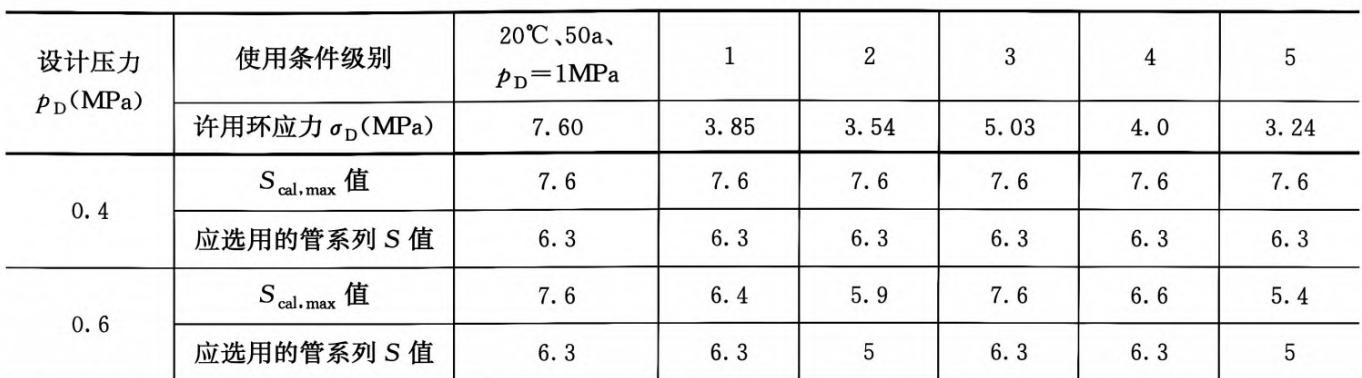 设计压力 pD(MPa) 使用条件级别 20℃、50a、pD=1MPa 1 2 3 4 5
许用环应力 σD(MPa) 7.60 3.85 3.54 5.03 4.0 3.24
0.4 Scal,max 值 7.6 7.6 7.6 7.6 7.6 7.6
应选用的管系列 S 值 6.3 6.3 6.3 6.3 6.3 6.3
0.6 Scal,max 值 7.6 6.4 5.9 7.6 6.6 5.4
应选用的管系列 S 值 6.3 6.3 5 6.3 6.3 5